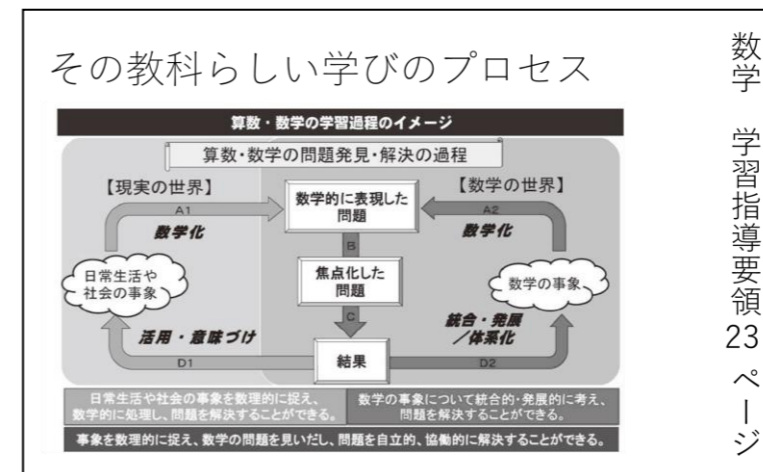 その教科らしい学びのプロセス
算数・数学の学習過程のイメージ
算数・数学の問題発見・解決の過程
【現実の世界】
【数学の世界】
数学的に表現した
問題
A1
A2
数学化
数学化
B
日常生活や
社会の事象
焦点化した
問題
数学の事象
C
活用・意味づけ
統合・発展
/体系化
結果
D1
D2
日常生活や社会の事象を数理的に捉え、
数学的に処理し、問題を解決することができる。
数学の事象について統合的・発展的に考え、
問題を解決することができる。
事象を数理的に捉え、数学の問題を見いだし、問題を自立的、協働的に解決することができる。
数学 学習指導要領23ページ